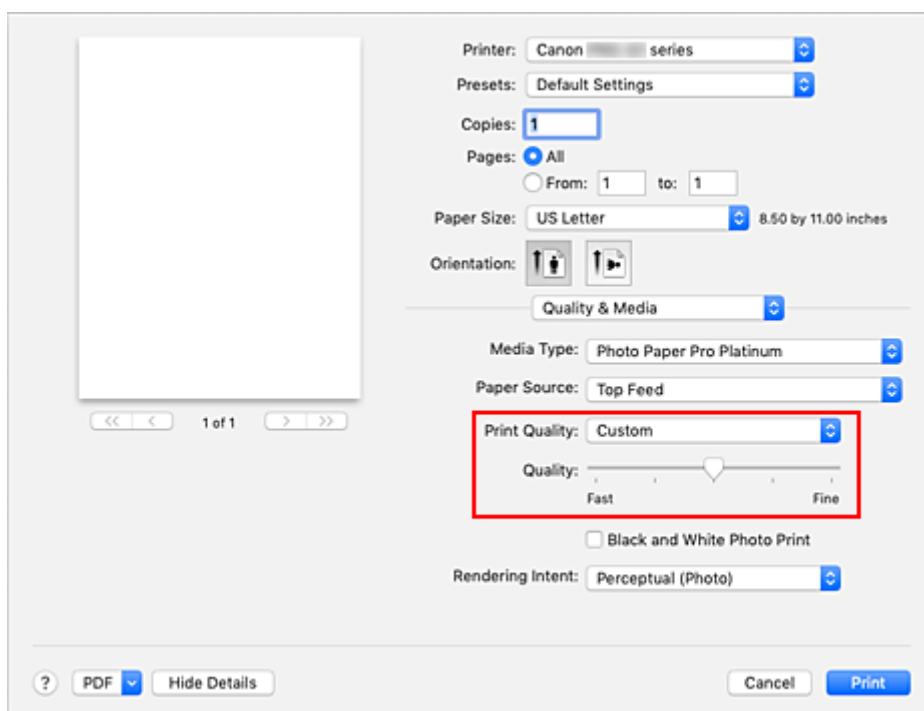 Printer: Canon series
Presets: Default Settings
Copies: 1
Pages: All
From: 1 to: 1
Paper Size: US Letter 8.50 by 11.00 inches
Orientation:
Quality & Media
Media Type: Photo Paper Pro Platinum
Paper Source: Top Feed
<< < 1 of 1 > >>
Print Quality: Custom
Quality:
Fast Fine
Black and White Photo Print
Rendering Intent: Perceptual (Photo)
? PDF Hide Details Cancel Print